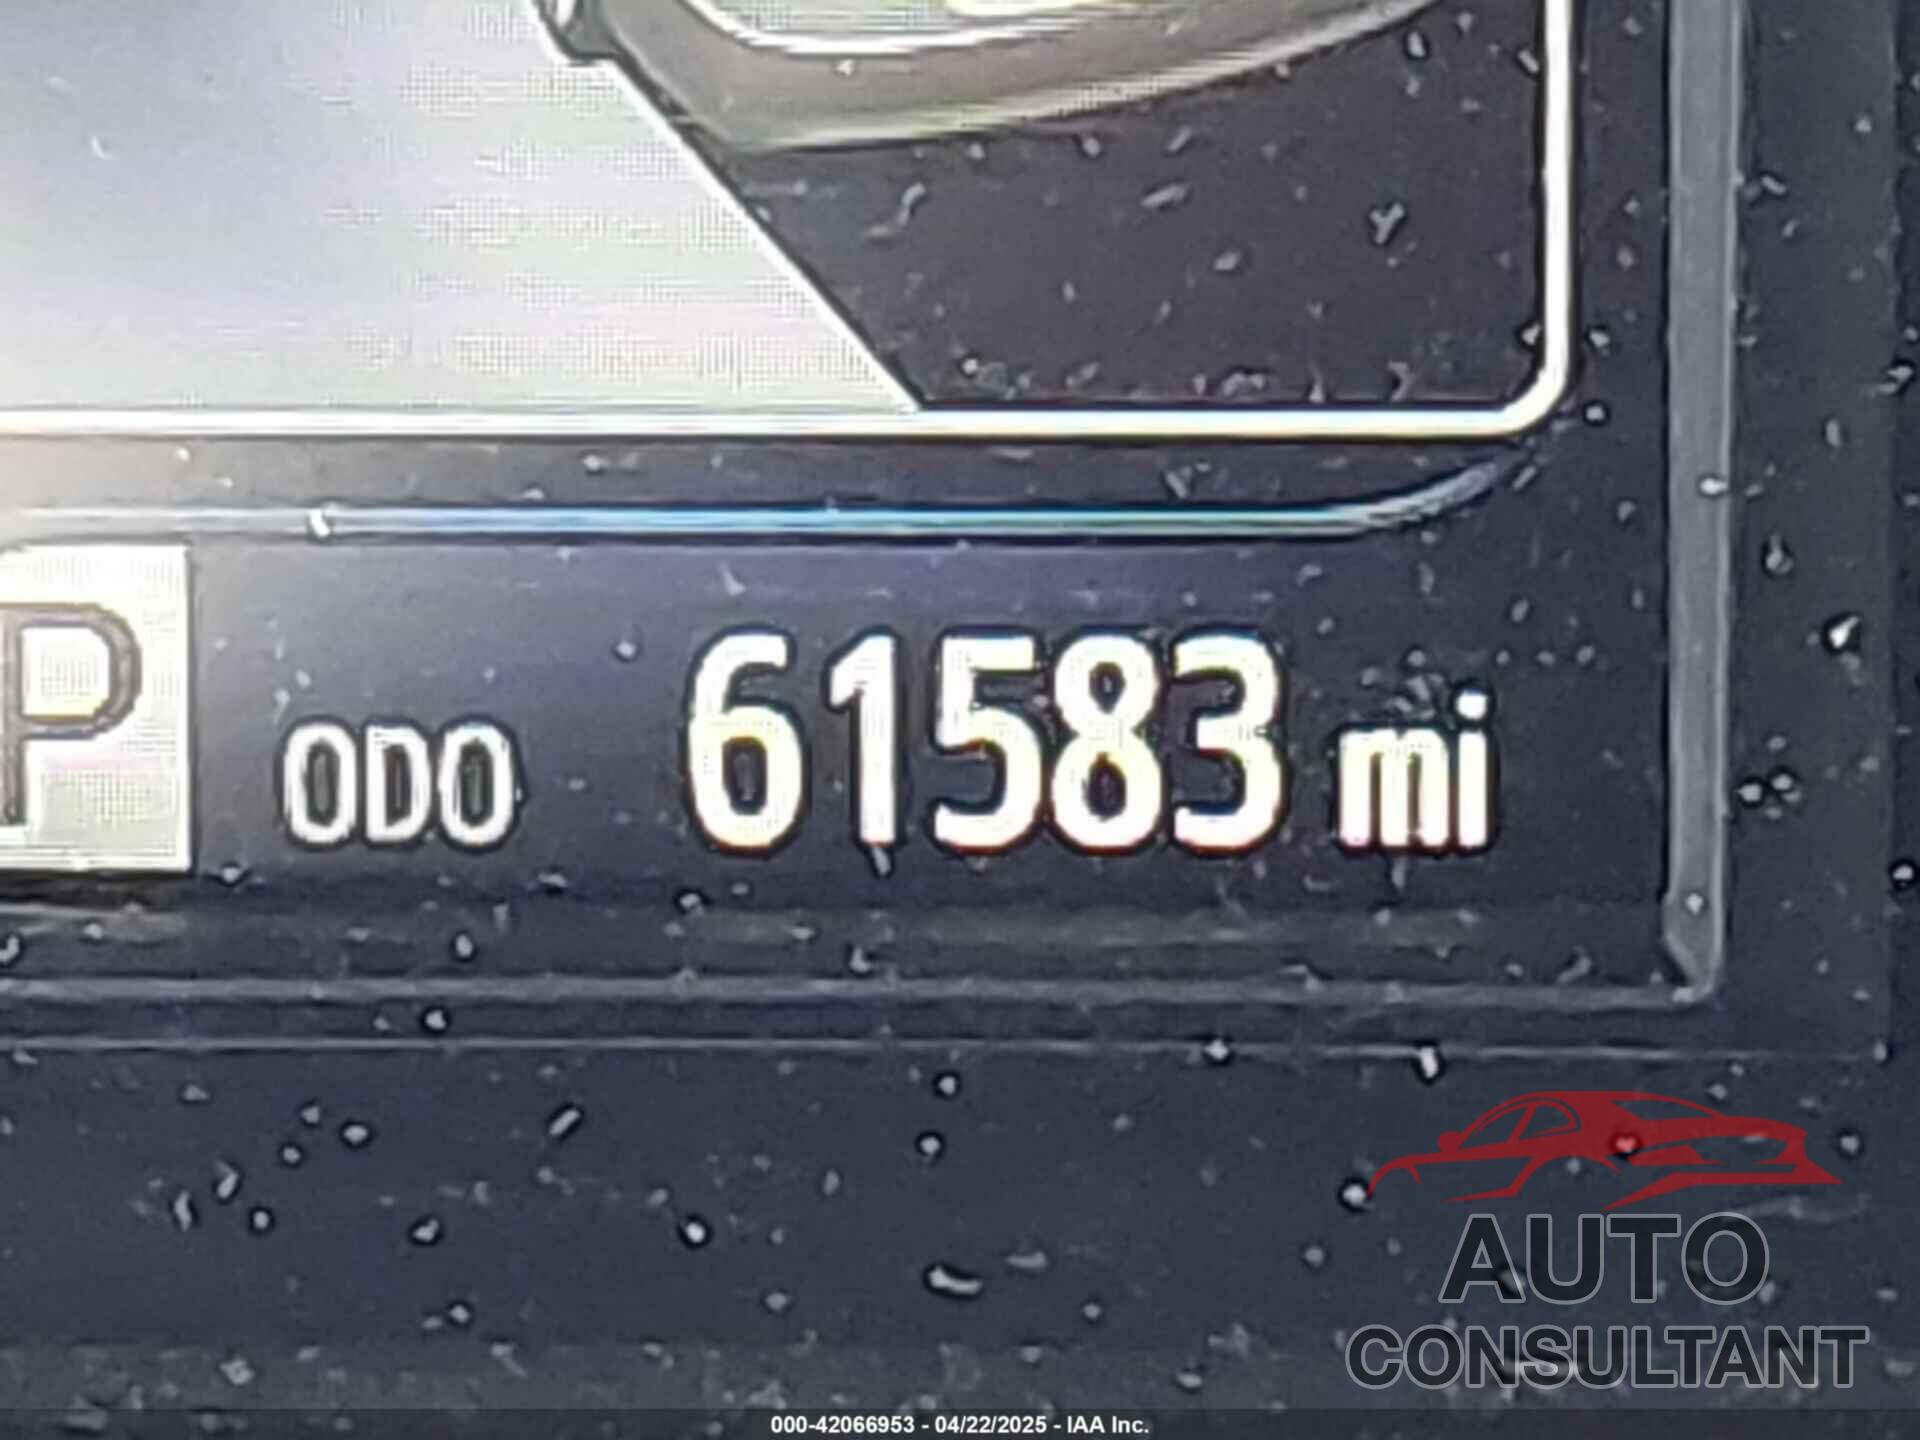 P
ODO 61583 mi
AUTO
CONSULTANT
000-42066953 - 04/22/2025 - IAA Inc.